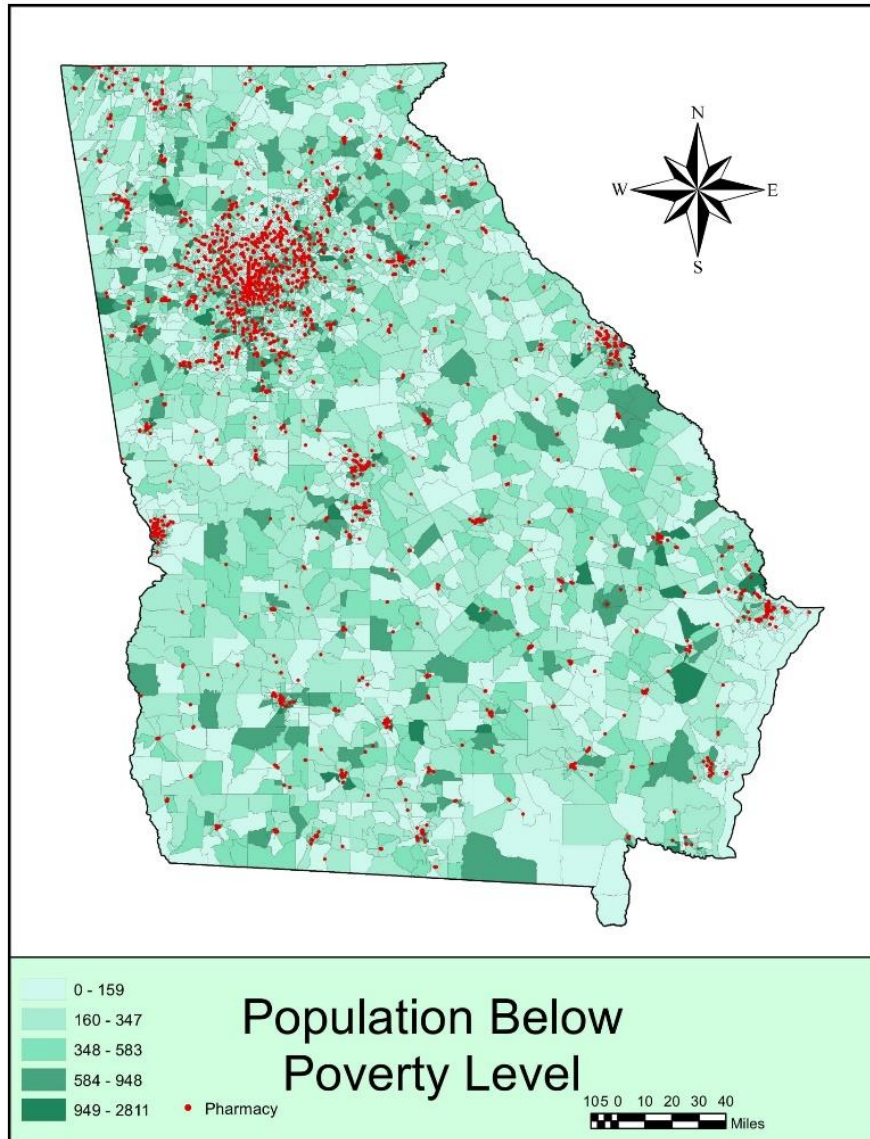 N
W E
S
0 - 159
160 - 347
348 - 583
584 - 948
949 - 2811
Pharmacy
Population Below
Poverty Level
105 0 10 20 30 40
Miles